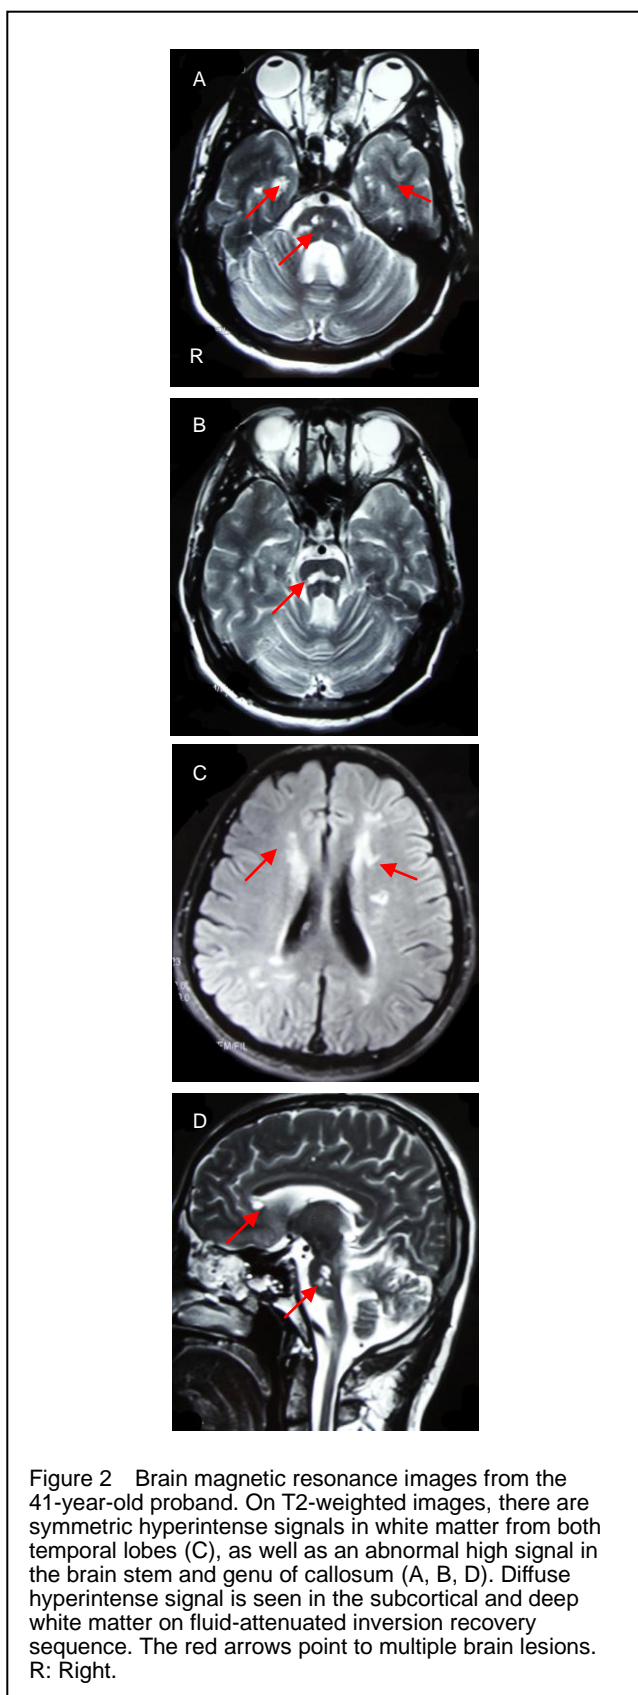 A
R
B
C
D
Figure 2 Brain magnetic resonance images from the
41-year-old proband. On T2-weighted images, there are
symmetric hyperintense signals in white matter from both
temporal lobes (C), as well as an abnormal high signal in
the brain stem and genu of callosum (A, B, D). Diffuse
hyperintense signal is seen in the subcortical and deep
white matter on fluid-attenuated inversion recovery
sequence. The red arrows point to multiple brain lesions.
R: Right.